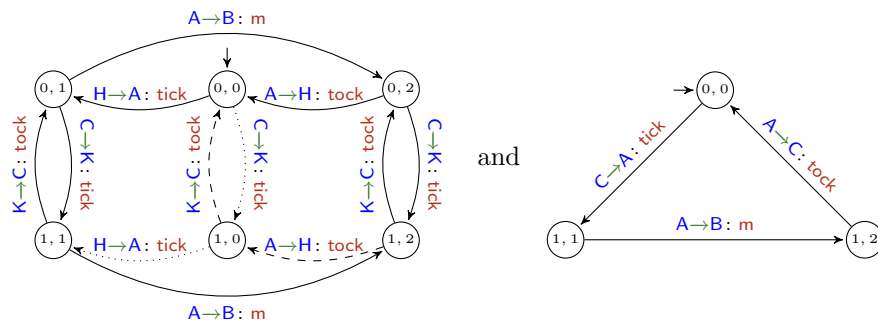 A→B: m
0, 1
H→A: tick
0, 0
A→H: tock
0, 2
K→C: tock
C→K: tick
K→C: tock
C→K: tick
K→C: tock
C→K: tick
1, 1
H→A: tick
1, 0
A→H: tock
1, 2
A→B: m
and
0, 0
C→A: tick
A→C: tock
1, 1
A→B: m
1, 2